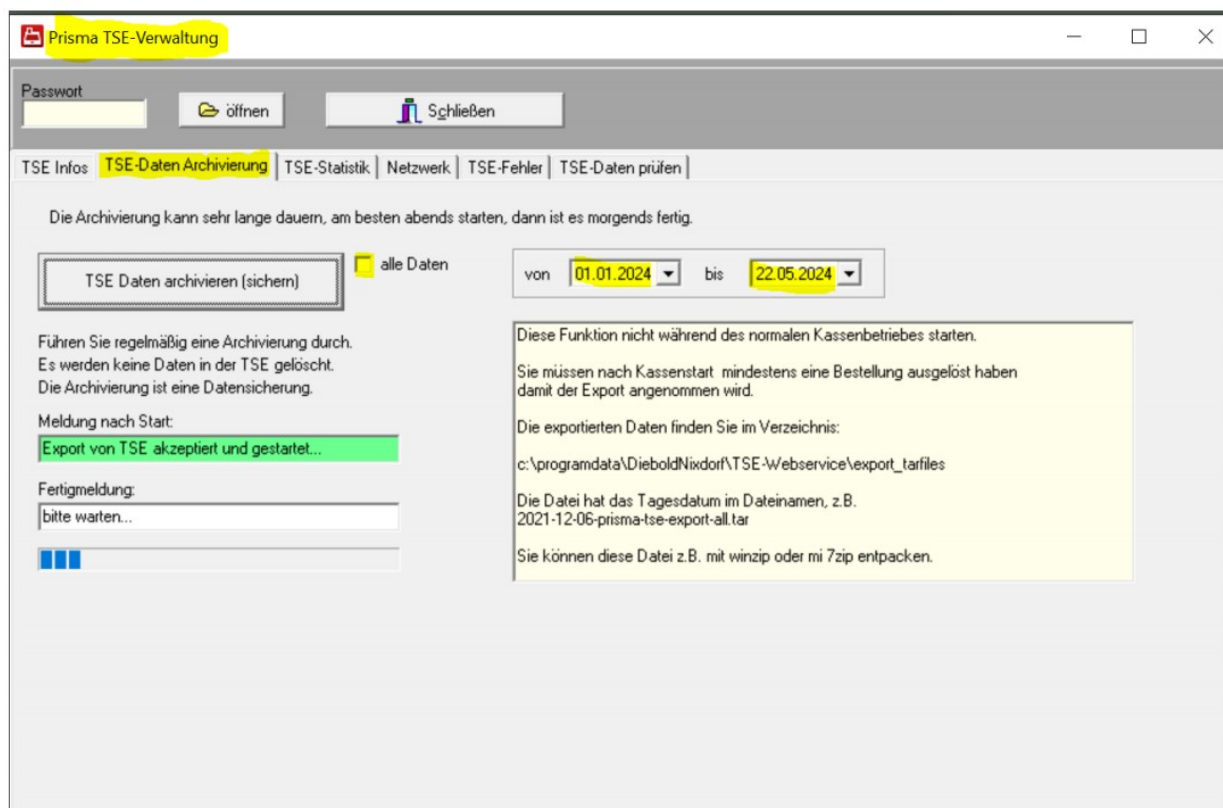 Prisma TSE-Verwaltung
Passwort
öffnen
Schließen
TSE Infos
TSE-Daten Archivierung
TSE-Statistik
Netzwerk
TSE-Fehler
TSE-Daten prüfen
Die Archivierung kann sehr lange dauern, am besten abends starten, dann ist es morgends fertig.
TSE Daten archivieren (sichern)
alle Daten
von 01.01.2024 bis 22.05.2024
Führen Sie regelmäßig eine Archivierung durch.
Es werden keine Daten in der TSE gelöscht.
Die Archivierung ist eine Datensicherung.
Meldung nach Start:
Export von TSE akzeptiert und gestartet...
Fertigmeldung:
bitte warten...
Diese Funktion nicht während des normalen Kassenbetriebes starten.
Sie müssen nach Kassenstart mindestens eine Bestellung ausgelöst haben
damit der Export angenommen wird.
Die exportierten Daten finden Sie im Verzeichnis:
c:\programdata\DieboldNixdorf\TSE-Webservice\export_tarfiles
Die Datei hat das Tagesdatum im Dateinamen, z.B.
2021-12-06-prisma-tse-export-all.tar
Sie können diese Datei z.B. mit winzip oder mi 7zip entpacken.